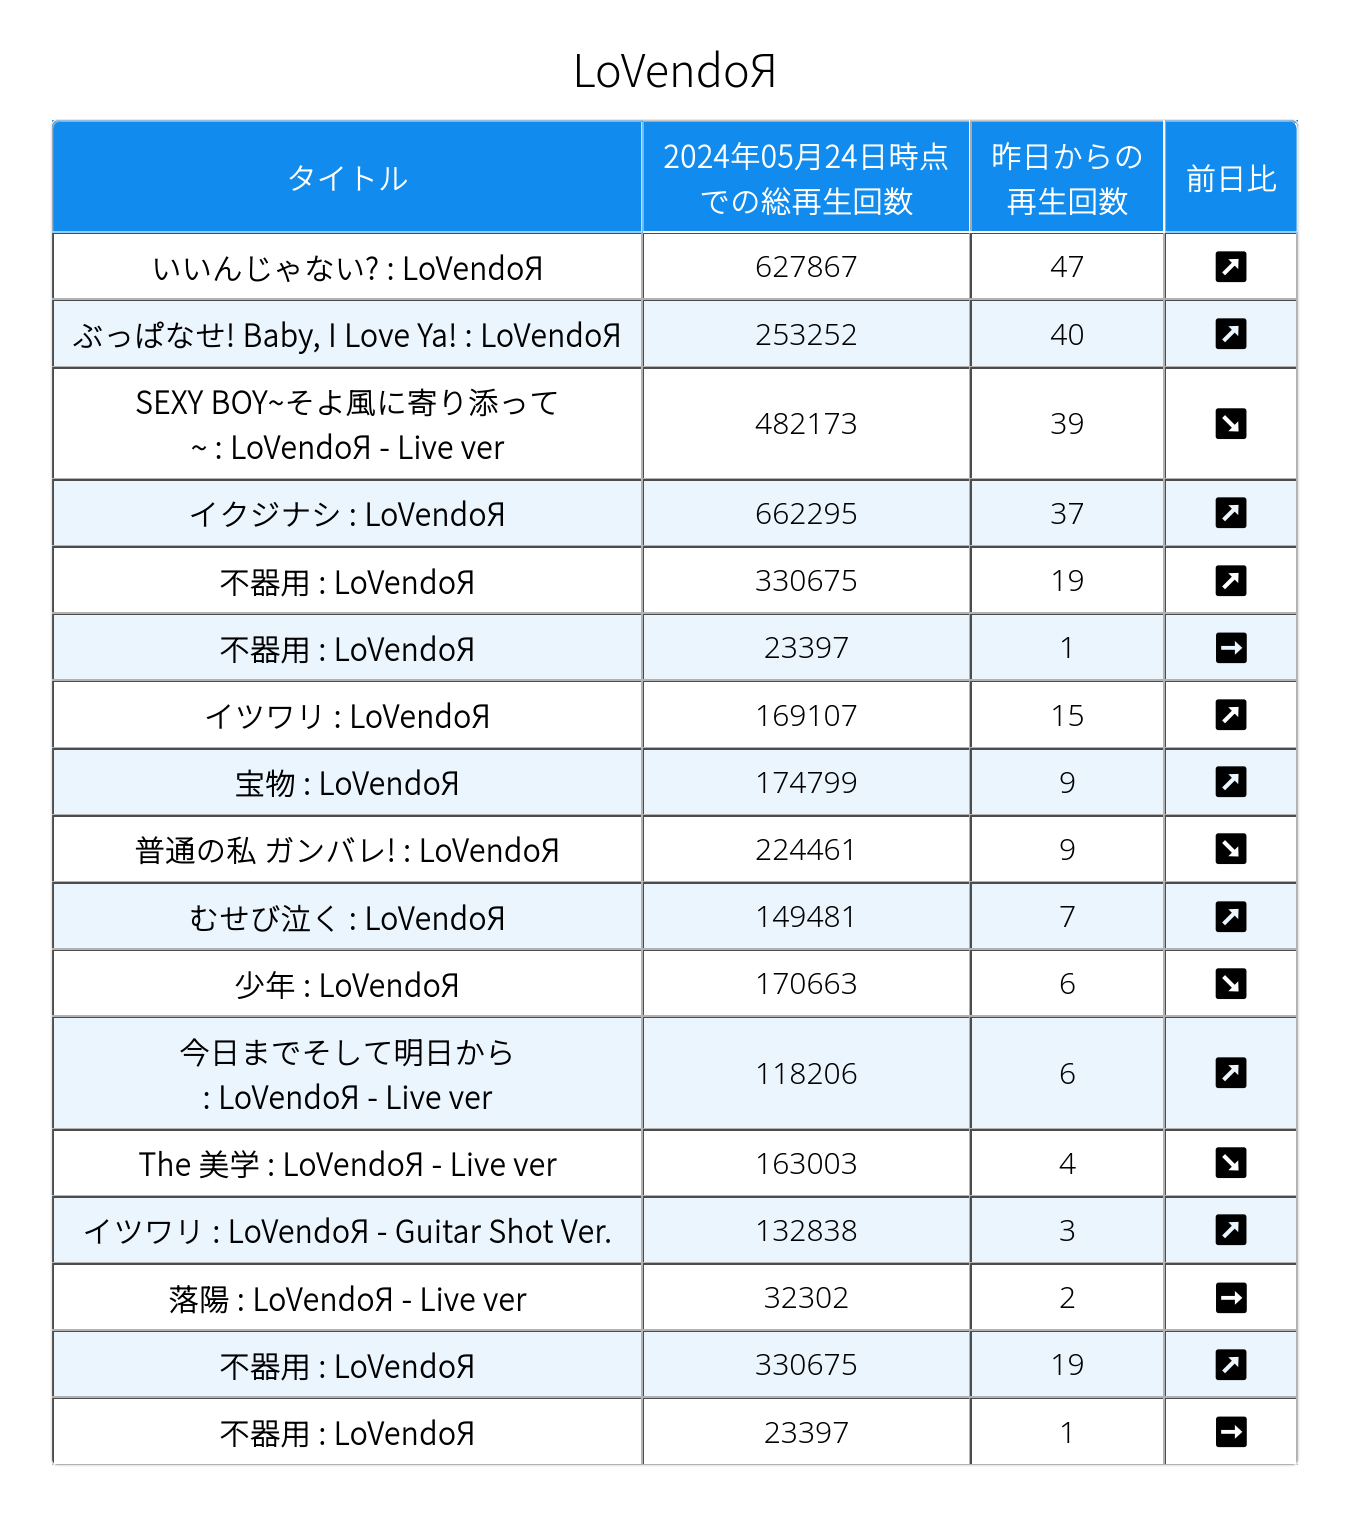 LoVendoЯ
タイトル
2024年05月24日時点
での総再生回数
昨日からの
再生回数
前日比
いいんじゃない? : LoVendoЯ 627867 47
ぶっぱなせ! Baby, I Love Ya! : LoVendoЯ 253252 40
SEXY BOY~そよ風に寄り添って
~ : LoVendoЯ - Live ver 482173 39
イクジナシ : LoVendoЯ 662295 37
不器用 : LoVendoЯ 330675 19
不器用 : LoVendoЯ 23397 1
イツワリ : LoVendoЯ 169107 15
宝物 : LoVendoЯ 174799 9
普通の私 ガンバレ! : LoVendoЯ 224461 9
むせび泣く : LoVendoЯ 149481 7
少年 : LoVendoЯ 170663 6
今日までそして明日から
: LoVendoЯ - Live ver 118206 6
The 美学 : LoVendoЯ - Live ver 163003 4
イツワリ : LoVendoЯ - Guitar Shot Ver. 132838 3
落陽 : LoVendoЯ - Live ver 32302 2
不器用 : LoVendoЯ 330675 19
不器用 : LoVendoЯ 23397 1